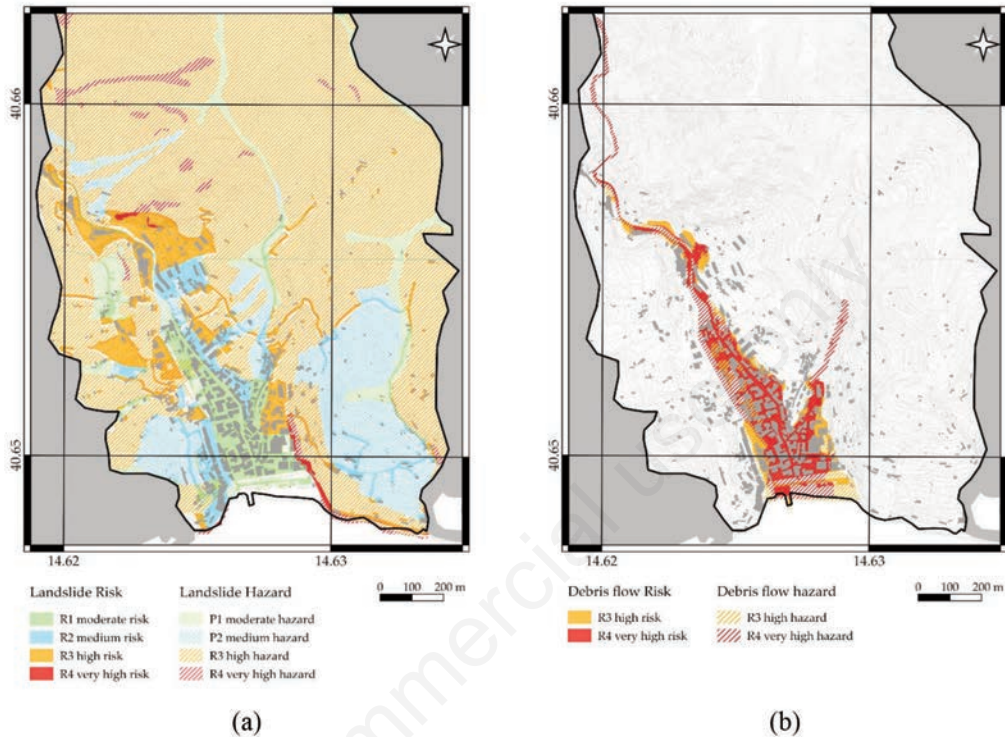 40.66
40.65
14.62
14.63
40.66
40.65
14.62
14.63
Landslide Risk
R1 moderate risk
R2 medium risk
R3 high risk
R4 very high risk
Landslide Hazard
P1 moderate hazard
P2 medium hazard
R3 high hazard
R4 very high hazard
0 100 200 m
Debris flow Risk
R3 high risk
R4 very high risk
Debris flow hazard
R3 high hazard
R4 very high hazard
0 100 200 m
(a)
(b)
mmercial us only